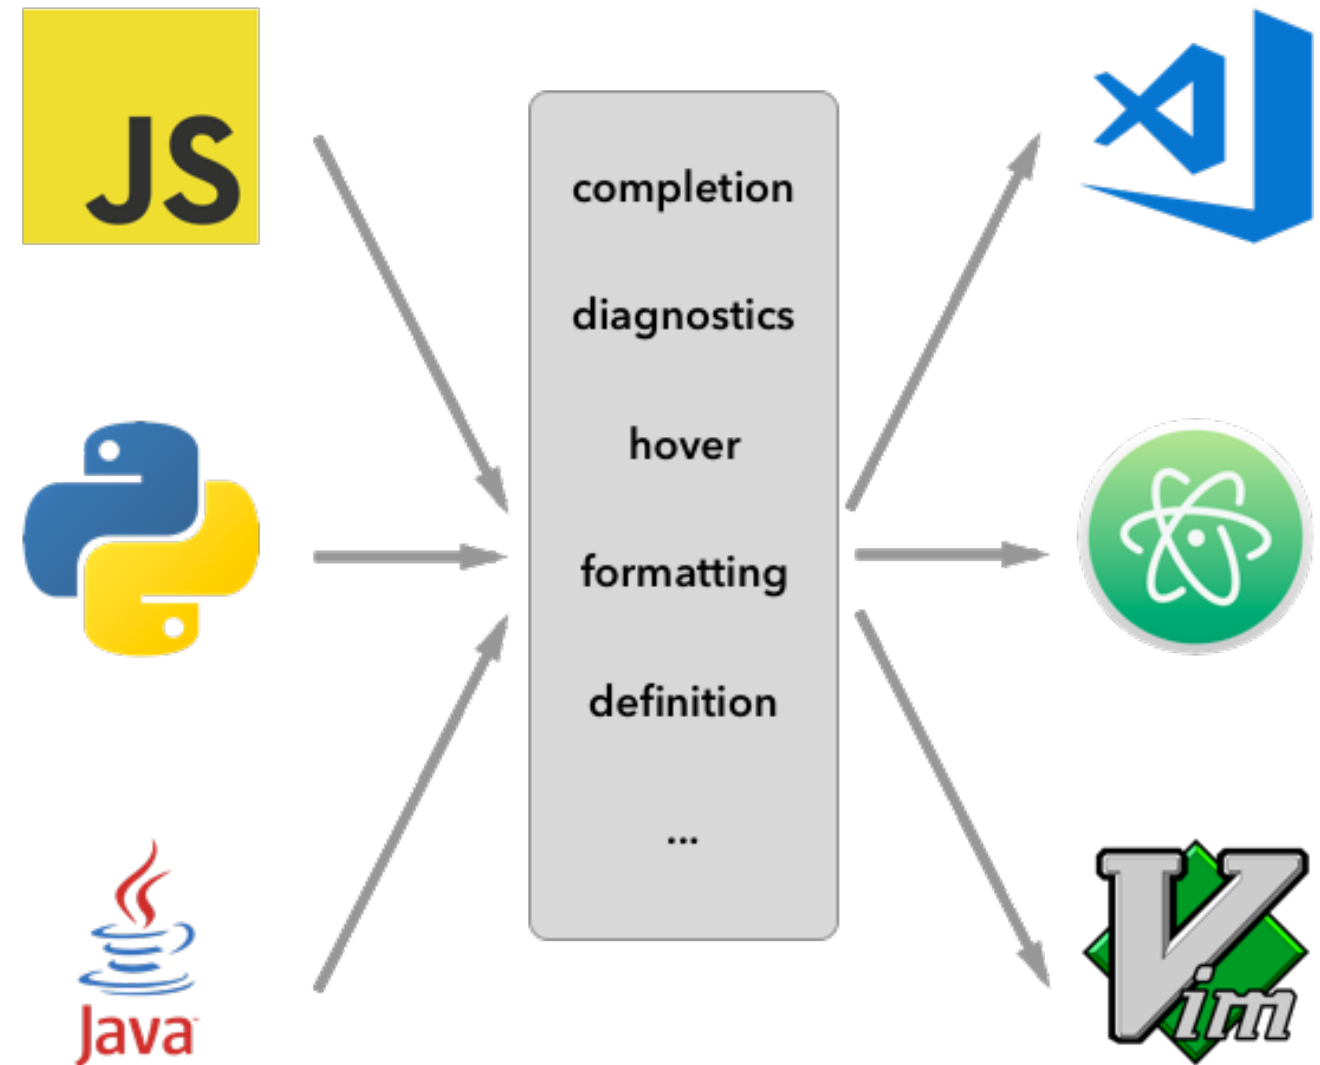 JS
completion
diagnostics
hover
formatting
definition
...
Java
Vim